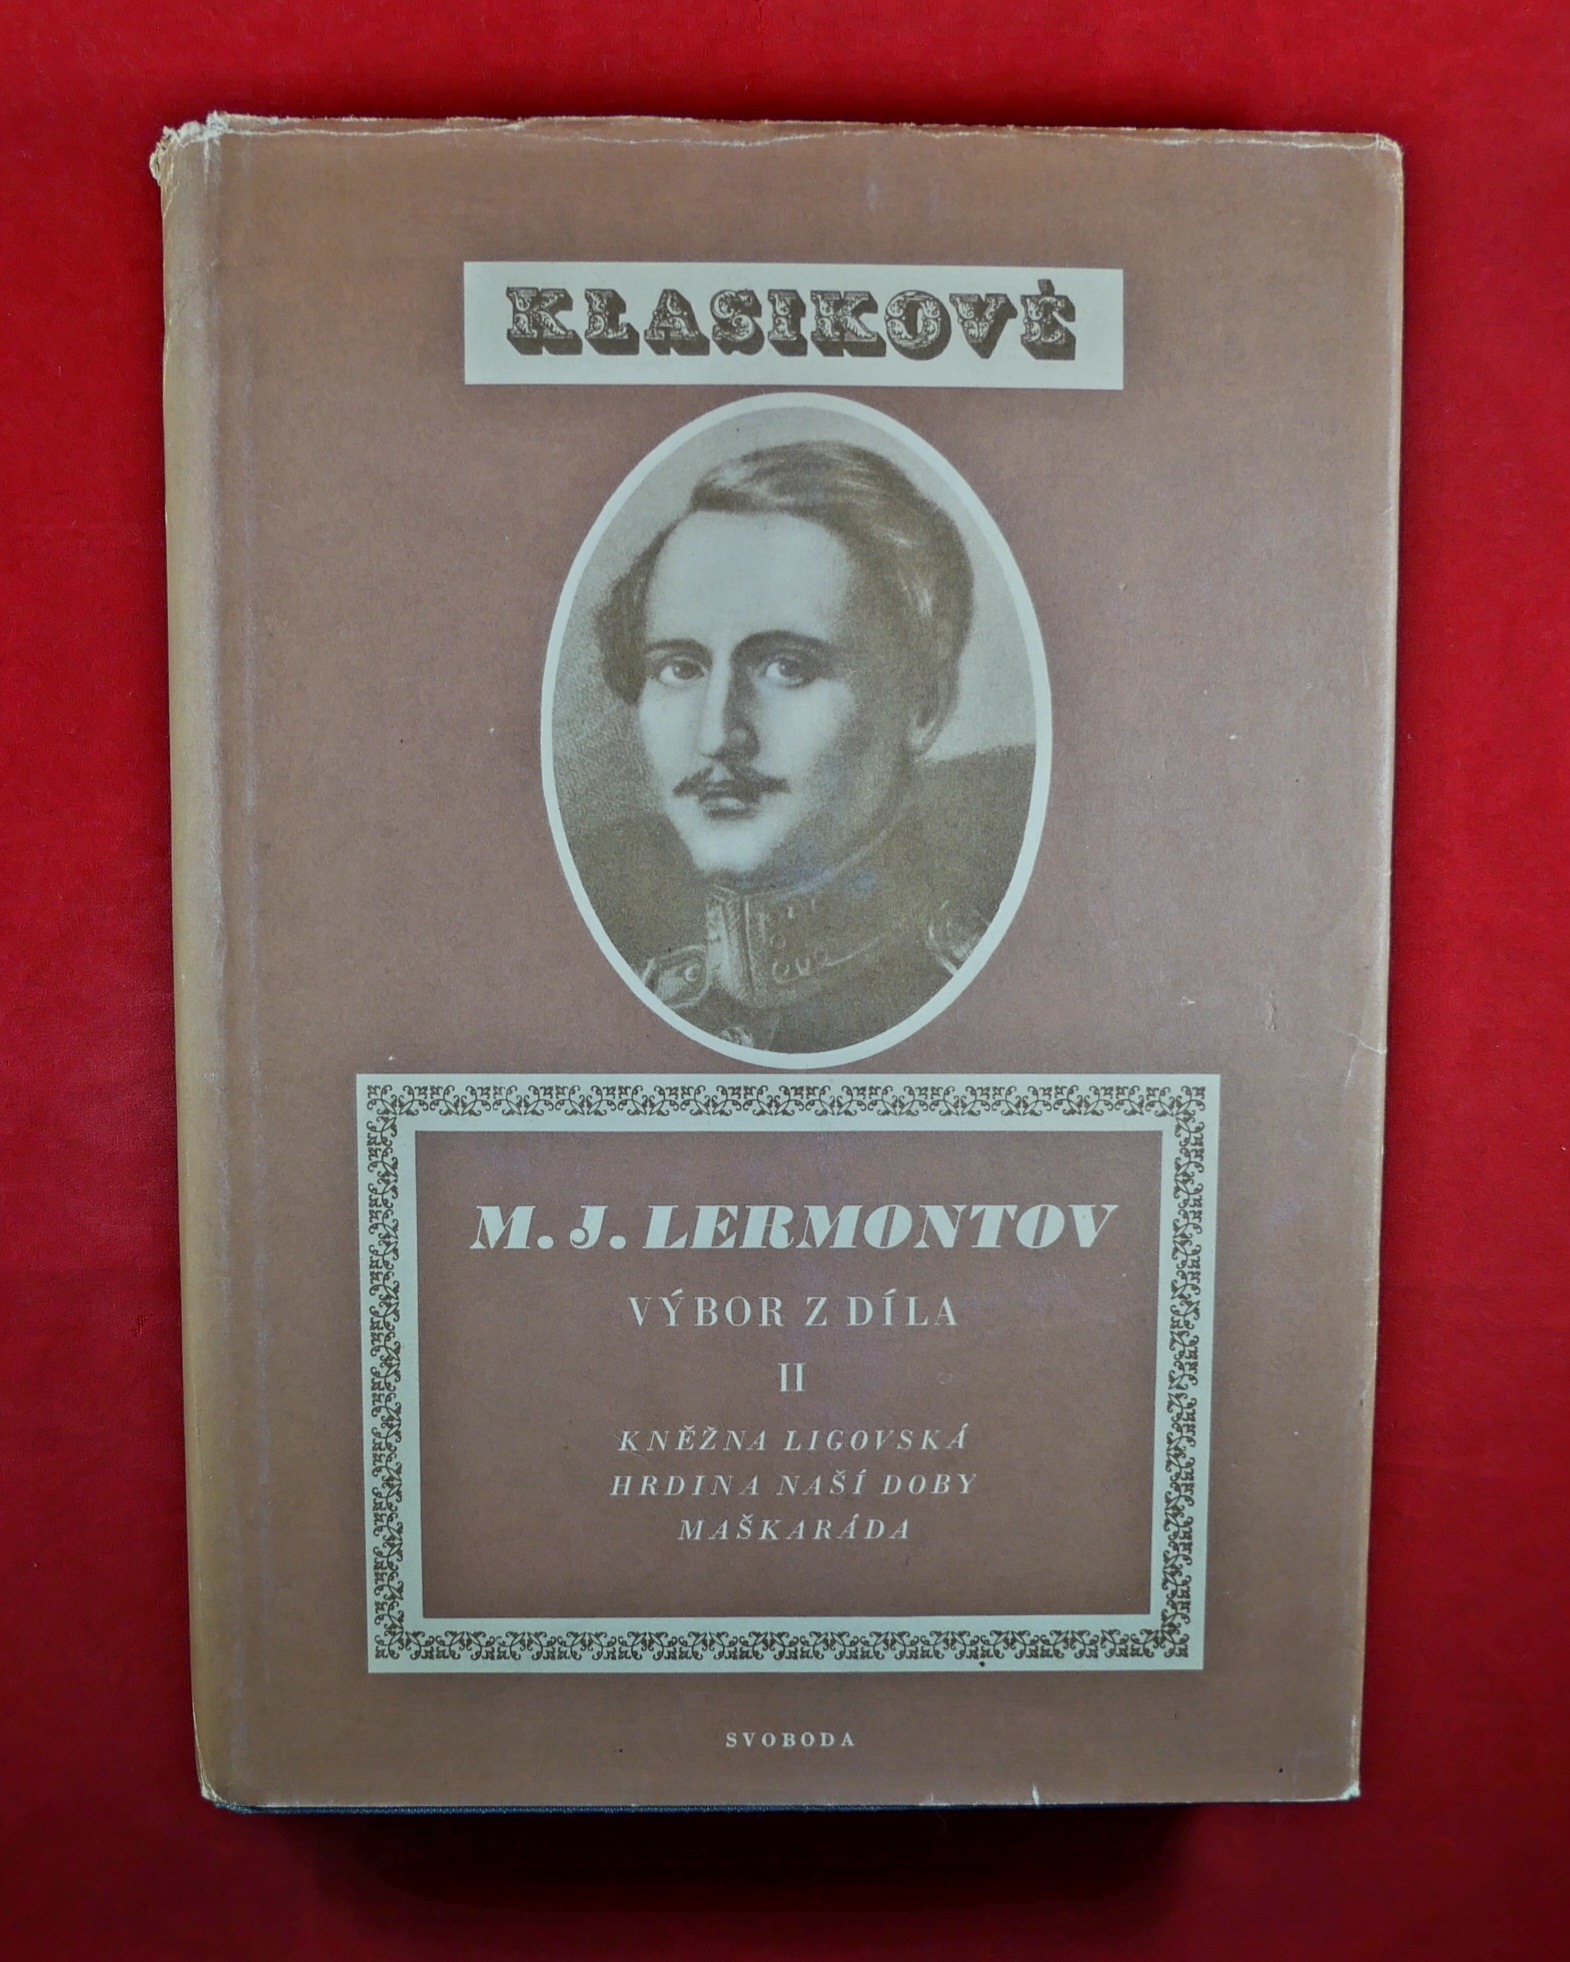 KLASIKOVÉ
M. J. LERMONTOV
VÝBOR Z DÍLA
II
KNĚŽNA LIGOVSKÁ
HRDINA NAŠÍ DOBY
MAŠKARÁDA
SVOBODA